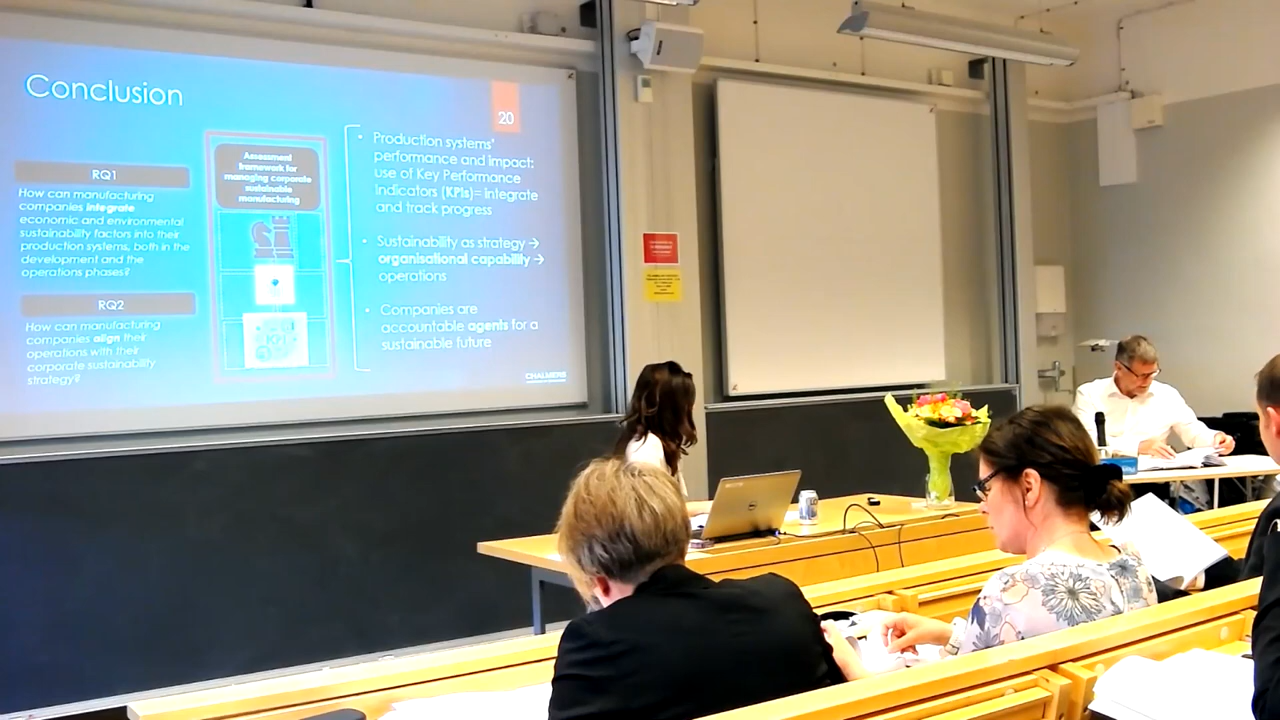 Conclusion
20
RQ1
How can manufacturing
companies integrate
economic and environmental
sustainability factors into their
production systems, both in the
development and the
operations phases?
RQ2
How can manufacturing
companies align their
operations with their
corporate sustainability
strategy?
Assessment
framework for
managing corporate
sustainable
manufacturing
KPI
• Production systems'
performance and impact:
use of Key Performance
Indicators (KPIs)= integrate
and track progress
• Sustainability as strategy →
organisational capability →
operations
• Companies are
accountable agents for a
sustainable future
CHALMERS
DELL